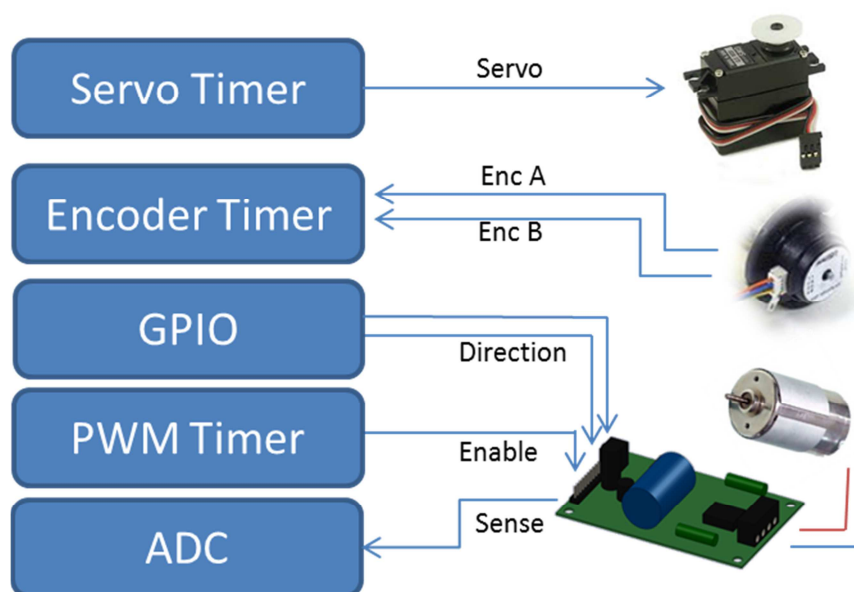 Servo Timer
Servo
Encoder Timer
Enc A
Enc B
GPIO
Direction
PWM Timer
Enable
ADC
Sense